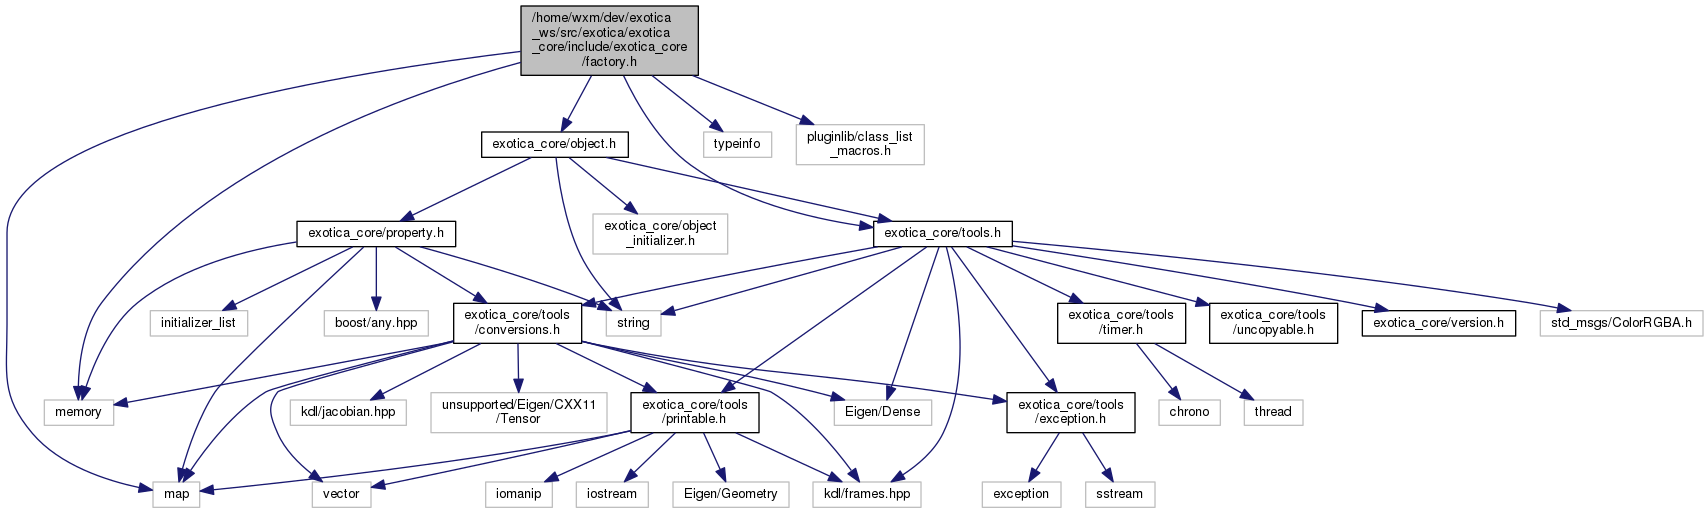 /home/wxm/dev/exotica
_ws/src/exotica/exotica
_core/include/exotica_core
/factory.h
exotica_core/object.h
typeinfo
pluginlib/class_list
_macros.h
exotica_core/property.h
exotica_core/object
_initializer.h
exotica_core/tools.h
initializer_list
boost/any.hpp
exotica_core/tools
/conversions.h
string
exotica_core/tools
/timer.h
exotica_core/tools
/uncopyable.h
exotica_core/version.h
std_msgs/ColorRGBA.h
memory
kdl/jacobian.hpp
unsupported/Eigen/CXX11
/Tensor
exotica_core/tools
/printable.h
Eigen/Dense
exotica_core/tools
/exception.h
chrono
thread
map
vector
iomanip
iostream
Eigen/Geometry
kdl/frames.hpp
exception
sstream